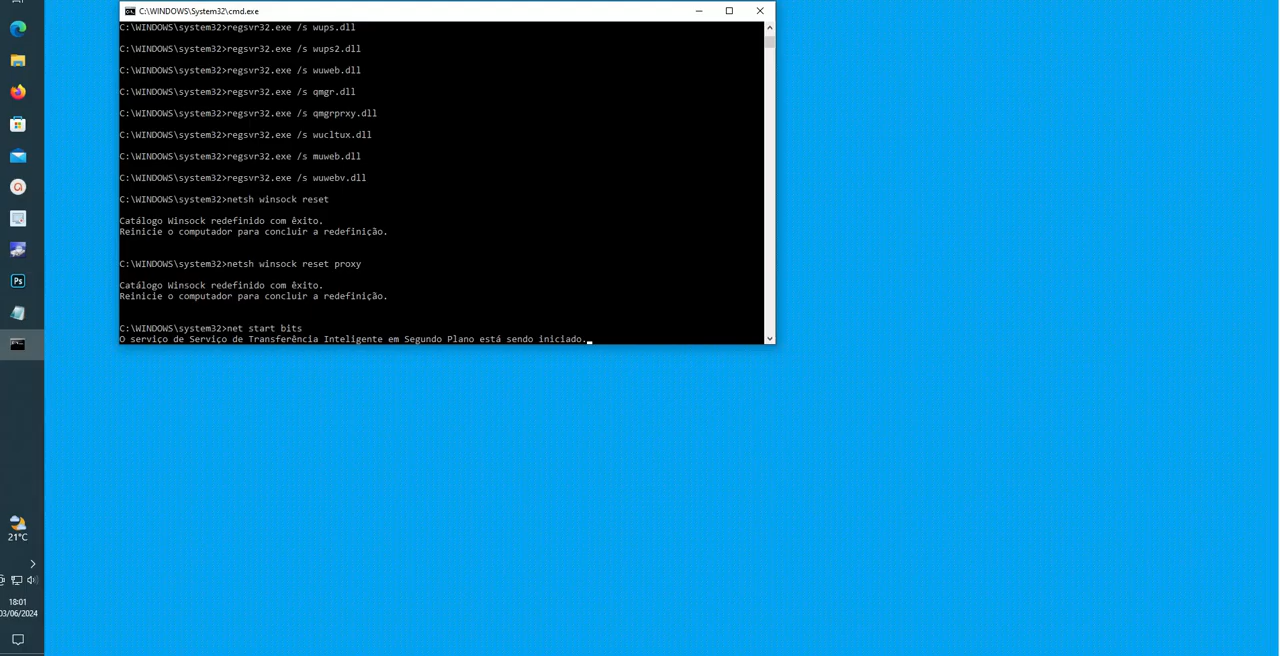 C:\WINDOWS\System32\cmd.exe
C:\WINDOWS\system32>regsvr32.exe /s wups.dll
C:\WINDOWS\system32>regsvr32.exe /s wups2.dll
C:\WINDOWS\system32>regsvr32.exe /s wuweb.dll
C:\WINDOWS\system32>regsvr32.exe /s qmgr.dll
C:\WINDOWS\system32>regsvr32.exe /s qmgrprxy.dll
C:\WINDOWS\system32>regsvr32.exe /s wucltux.dll
C:\WINDOWS\system32>regsvr32.exe /s muweb.dll
C:\WINDOWS\system32>regsvr32.exe /s wuwebv.dll
C:\WINDOWS\system32>netsh winsock reset
Catálogo Winsock redefinido com êxito.
Reinicie o computador para concluir a redefinição.
C:\WINDOWS\system32>netsh winsock reset proxy
Catálogo Winsock redefinido com êxito.
Reinicie o computador para concluir a redefinição.
C:\WINDOWS\system32>net start bits
O serviço de Serviço de Transferência Inteligente em Segundo Plano está sendo iniciado.
Ps
21°C
18:01
03/06/2024